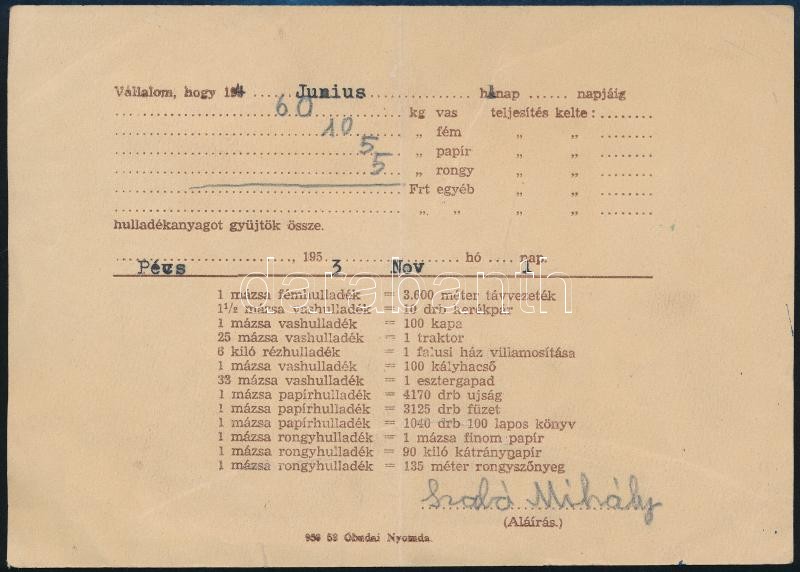 Vállalom, hogy 1954 ........ Junius ................ hónap 1 ...... napjáig
60 kg vas teljesítés kelte : ........
10 „ fém „ „ ........
5 „ papír „ „ ........
5 „ rongy „ „ ........
Frt egyéb „ „ ........
„ „ „ „ ........
hulladékanyagot gyüjtök össze.
Pécs, 1953 Nov hó 1 nap.
1 mázsa fémhulladék = 3.600 méter távvezeték
1½ mázsa vashulladék = 10 drb kerékpár
1 mázsa vashulladék = 100 kapa
25 mázsa vashulladék = 1 traktor
6 kiló rézhulladék = 1 falusi ház villamosítása
1 mázsa vashulladék = 100 kályhacső
33 mázsa vashulladék = 1 esztergapad
1 mázsa papírhulladék = 4170 drb ujság
1 mázsa papírhulladék = 3125 drb füzet
1 mázsa papírhulladék = 1040 drb 100 lapos könyv
1 mázsa rongyhulladék = 1 mázsa finom papír
1 mázsa rongyhulladék = 90 kiló kátránypapír
1 mázsa rongyhulladék = 135 méter rongyszőnyeg
Szabó Mihály
(Aláírás.)
Óbudai Nyomda.
darabanth